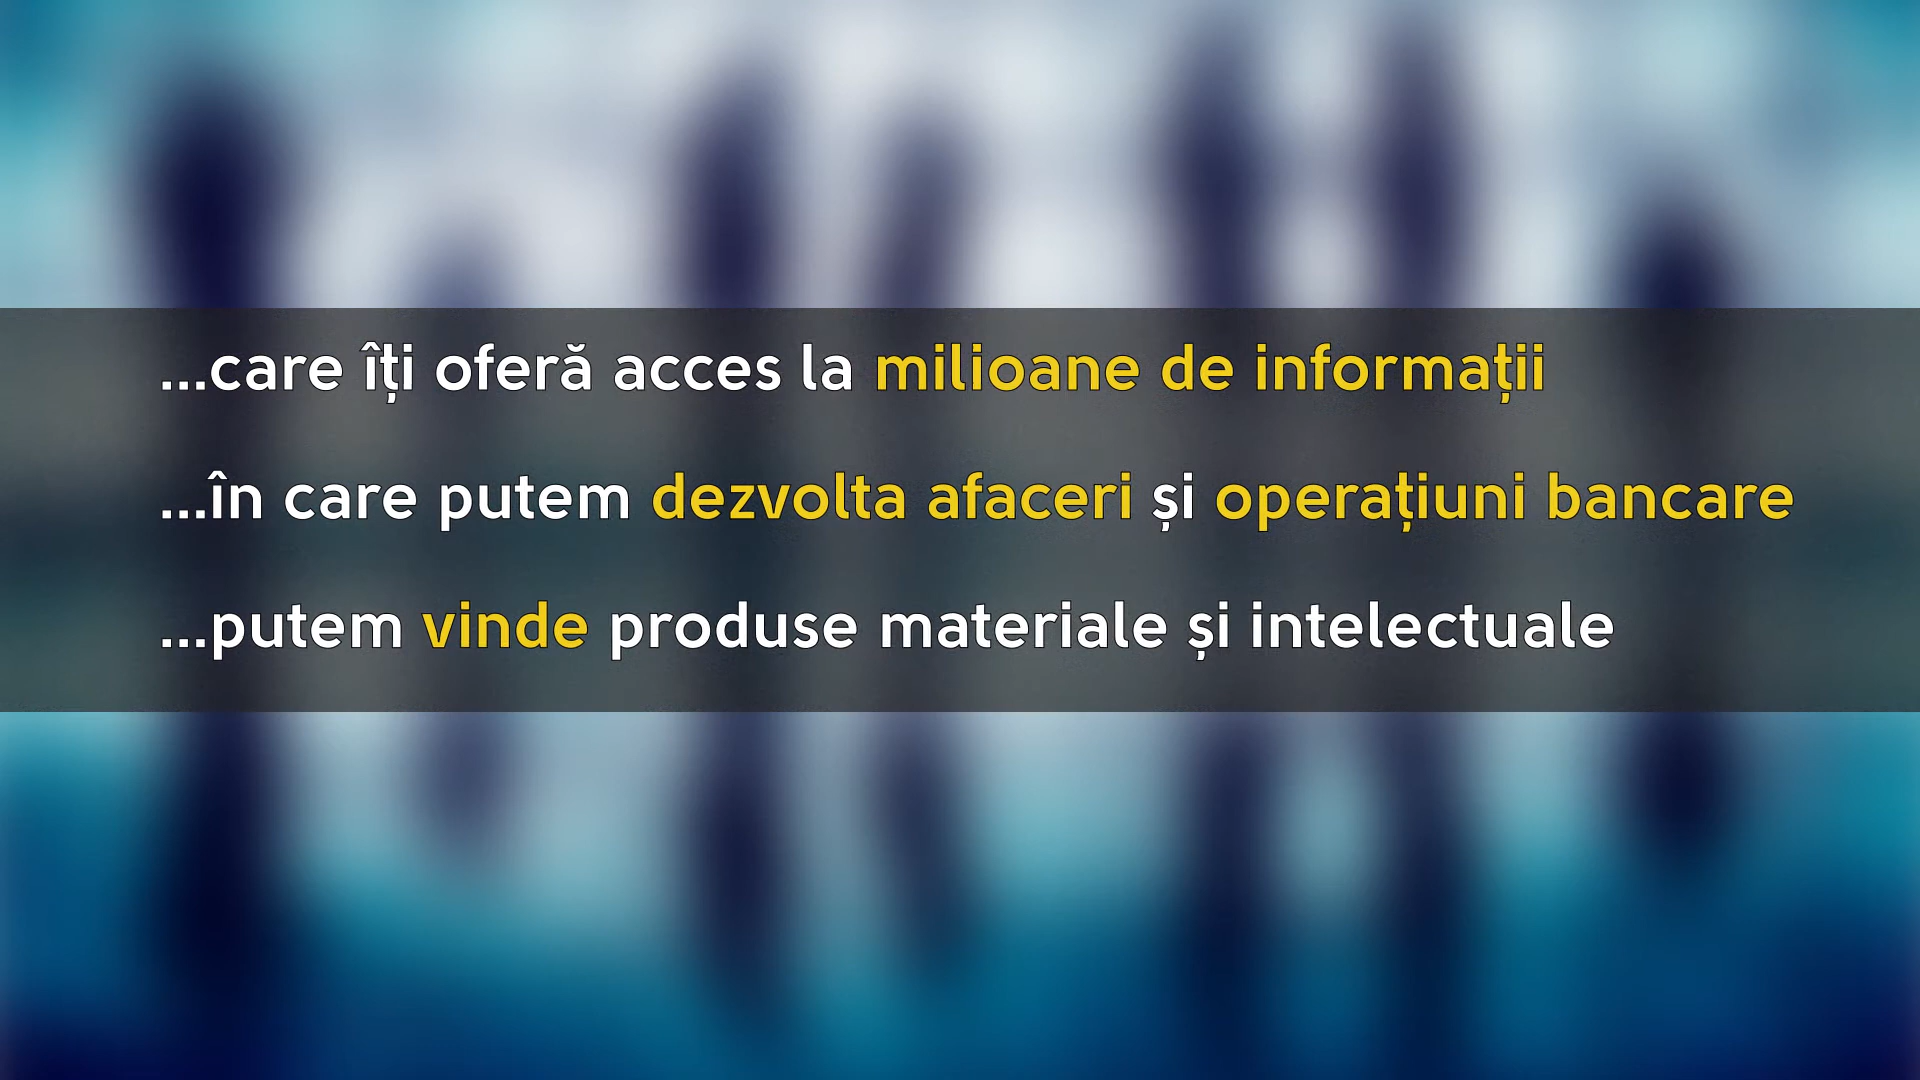 ...care îți oferă acces la milioane de informații
...în care putem dezvolta afaceri și operațiuni bancare
...putem vinde produse materiale și intelectuale